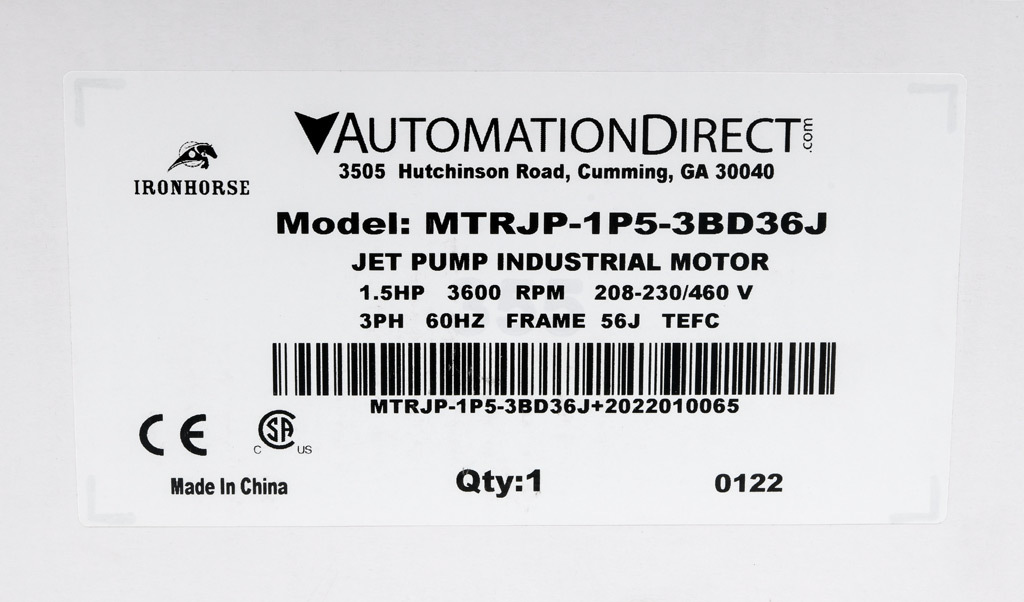 AUTOMATIONDIRECT.com
IRONHORSE
3505 Hutchinson Road, Cumming, GA 30040
Model: MTRJP-1P5-3BD36J
JET PUMP INDUSTRIAL MOTOR
1.5HP 3600 RPM 208-230/460 V
3PH 60HZ FRAME 56J TEFC
MTRJP-1P5-3BD36J+2022010065
CE
C SA US
Made In China
Qty:1
0122